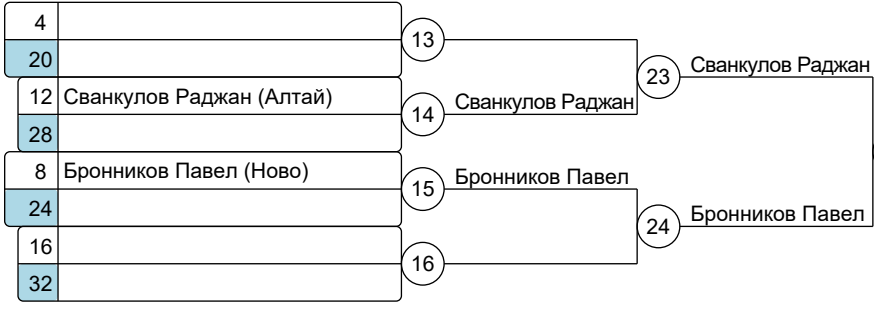 4
13
20
23 Сванкулов Раджан
12 Сванкулов Раджан (Алтай)
14 Сванкулов Раджан
28
8 Бронников Павел (Ново)
15 Бронников Павел
24
24 Бронников Павел
16
16
32